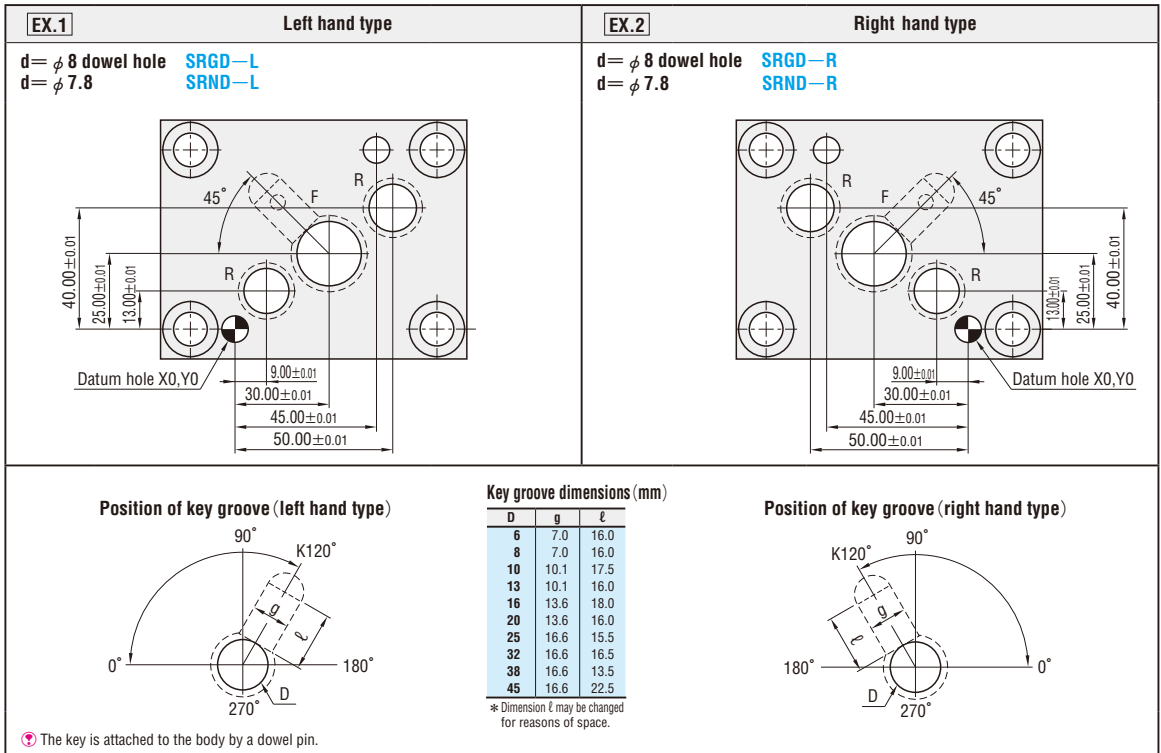 EX.1 Left hand type
d= φ 8 dowel hole SRGD－L
d= φ 7.8 SRND－L
45˚
F
R
R
40.00±0.01
25.00±0.01
13.00±0.01
Datum hole X0,Y0
9.00±0.01
30.00±0.01
45.00±0.01
50.00±0.01
EX.2 Right hand type
d= φ 8 dowel hole SRGD－R
d= φ 7.8 SRND－R
R
F
45˚
R
13.00±0.01
25.00±0.01
40.00±0.01
9.00±0.01
Datum hole X0,Y0
30.00±0.01
45.00±0.01
50.00±0.01
Position of key groove (left hand type)
90˚
K120˚
g
ℓ
0˚
180˚
D
270˚
Key groove dimensions (mm)
D g ℓ
6 7.0 16.0
8 7.0 16.0
10 10.1 17.5
13 10.1 16.0
16 13.6 18.0
20 13.6 16.0
25 16.6 15.5
32 16.6 16.5
38 16.6 13.5
45 16.6 22.5
＊ Dimension ℓ may be changed
for reasons of space.
Position of key groove (right hand type)
90˚
K120˚
g
ℓ
180˚
0˚
D
270˚
The key is attached to the body by a dowel pin.